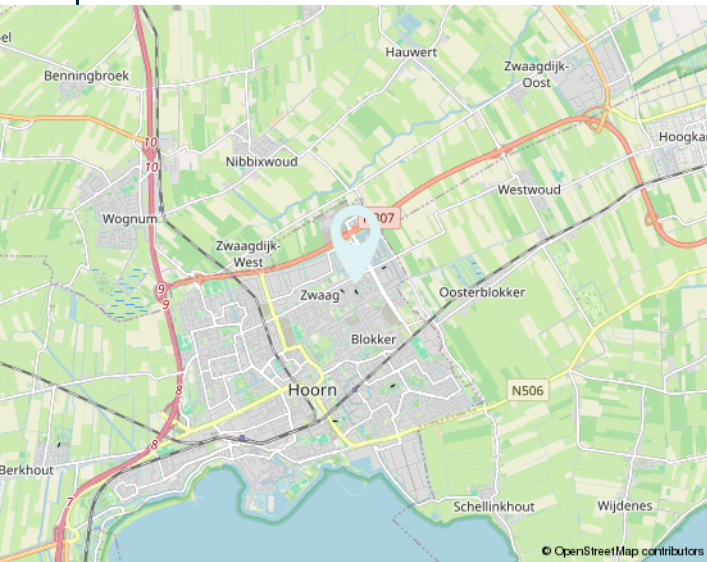 el
Hauwert
Benningbroek
Zwaagdijk-
Oost
10
10
Hoogka
Nibbixwoud
Westwoud
Wognum
307
Zwaagdijk-
West
9
9
Zwaag
Oosterblokker
Blokker
8
Hoorn
N506
8
Berkhout
7
Schellinkhout
Wijdenes
© OpenStreetMap contributors